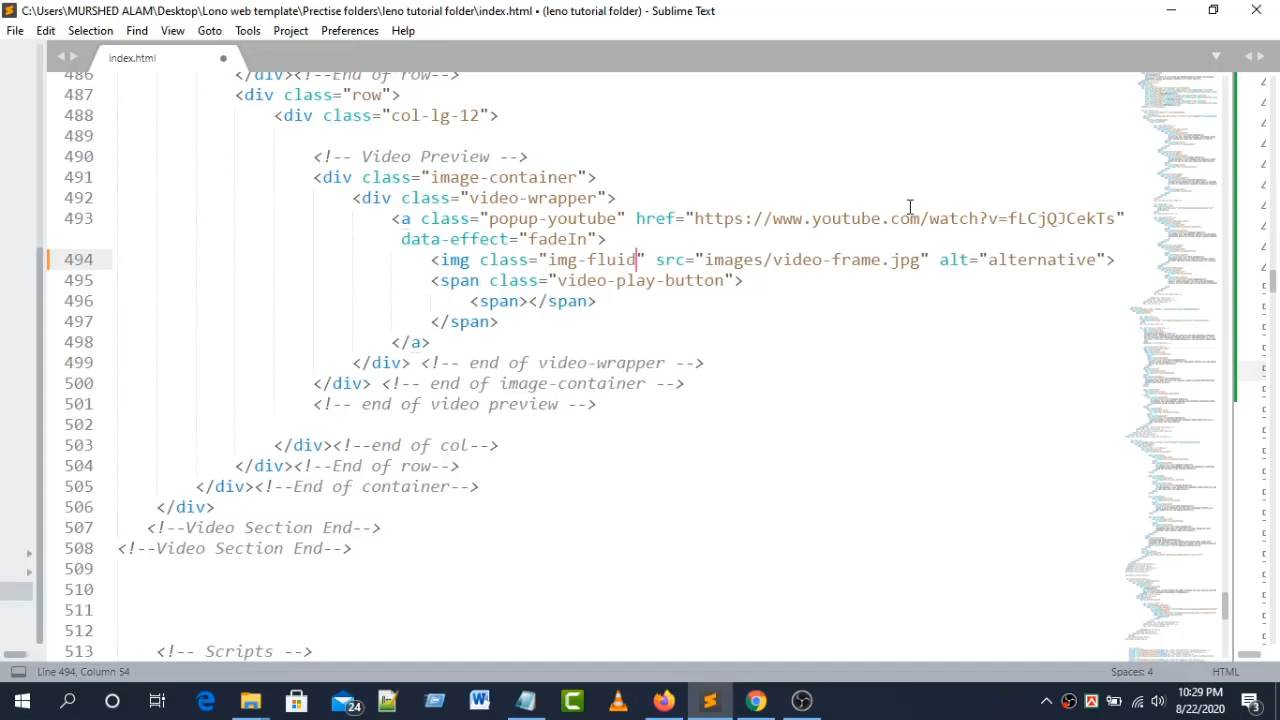 C:\Users\MURSHED ALAM\Desktop\Lono web template\Prectise folders\leno tutorial folder\index.html • (leno tutorial folder) - Sublime Te
File Edit Selection Find View Goto Tools Project Preferences Help
index.html
486 </div><!--End of row-->
487 <div class="row">
488 <div class="col-lg-12">
489
490 <!-- Video Preview -->
491 <div class="image-container">
492 <div class="video-wrapper">
493 <a class="popup-youtube" href="https://www.youtube.com/watch?v=fLCjQJCekTs"
data-effect="fadeIn">
494 <img class="img-fluid" src="images/video-frame.jpg" alt="alternative">
495 <span class="video-play-button">
496 <span></span>
497 </span>
498 </a>
499 </div> <!-- end of video-wrapper -->
500 </div> <!-- end of image-container -->
501 <!-- End of
502
503 </div><!--End of
504 </div><!--End of row-->
505 </div><!--
506 </div>
507 <!--Video Section End-->
508 <!--Video Section End-->
509
510
511
512
513 <!-- Scripts -->
Line 494, Column
Spaces: 4
HTML
24
10:29 PM
8/22/2020
3